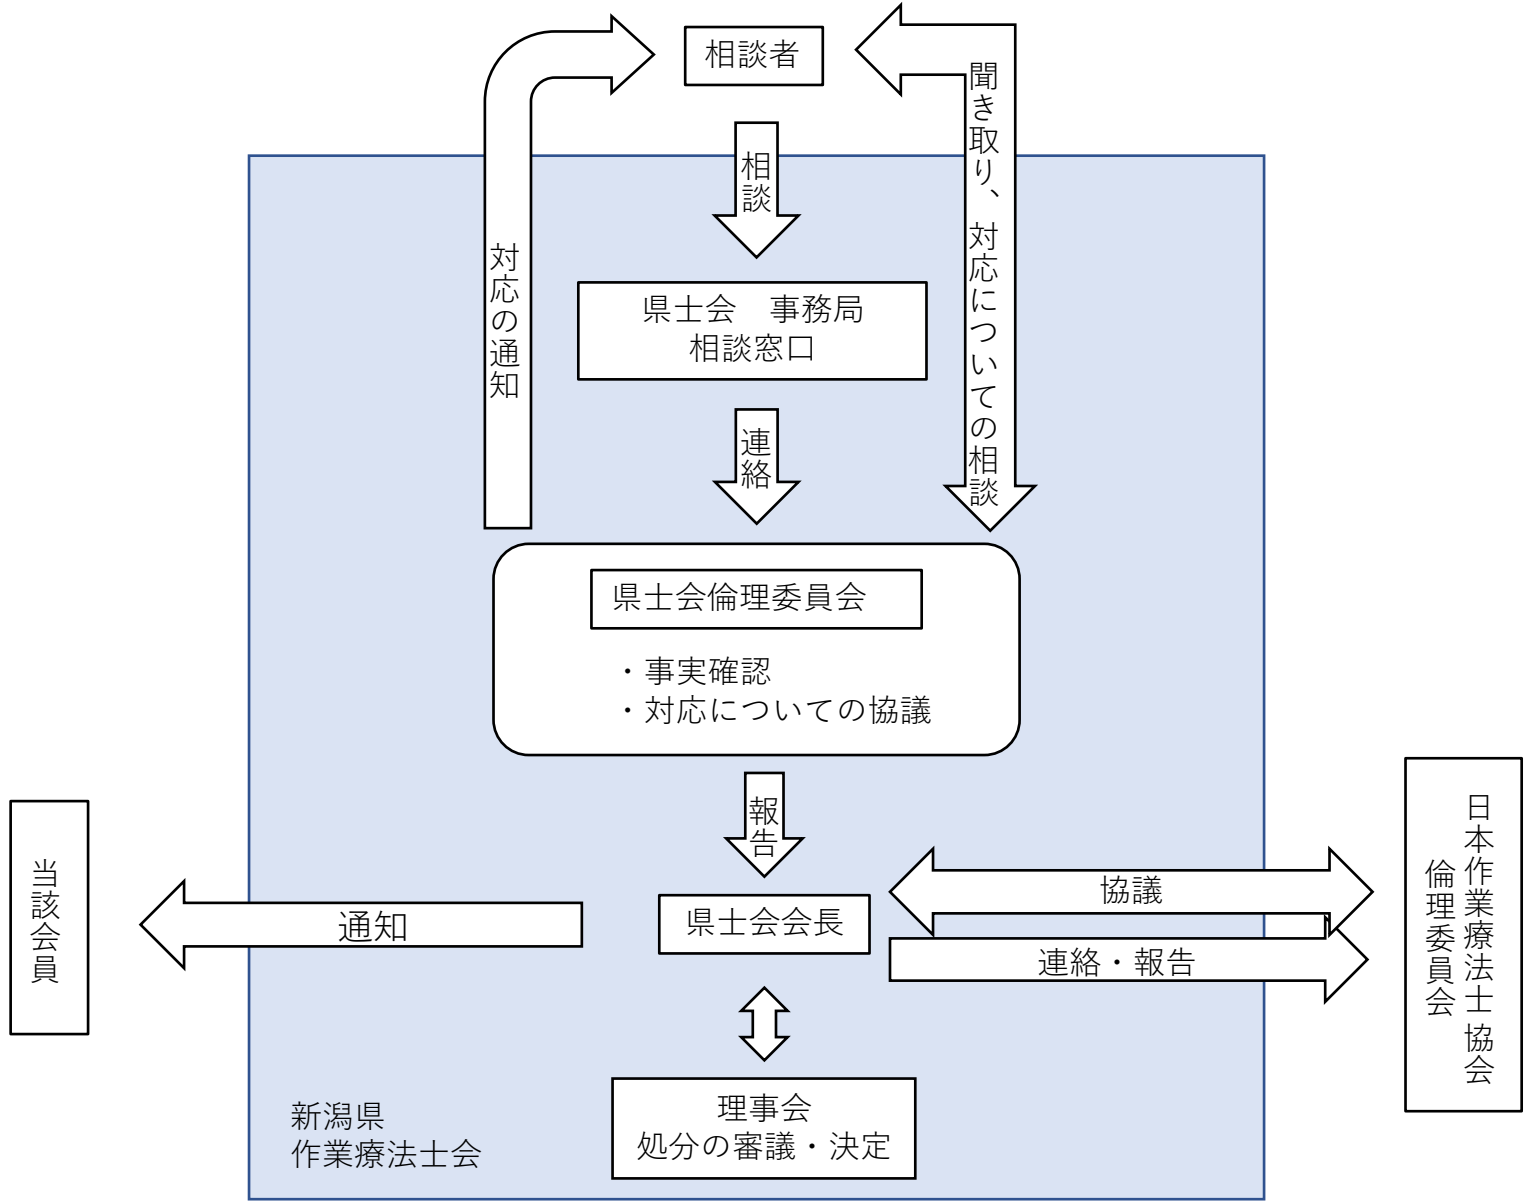 相談者
相談
聞き取り、対応についての相談
対応の通知
県士会　事務局
相談窓口
連絡
県士会倫理委員会
・事実確認
・対応についての協議
報告
県士会会長
通知
当該会員
協議
連絡・報告
日本作業療法士協会
倫理委員会
理事会
処分の審議・決定
新潟県
作業療法士会